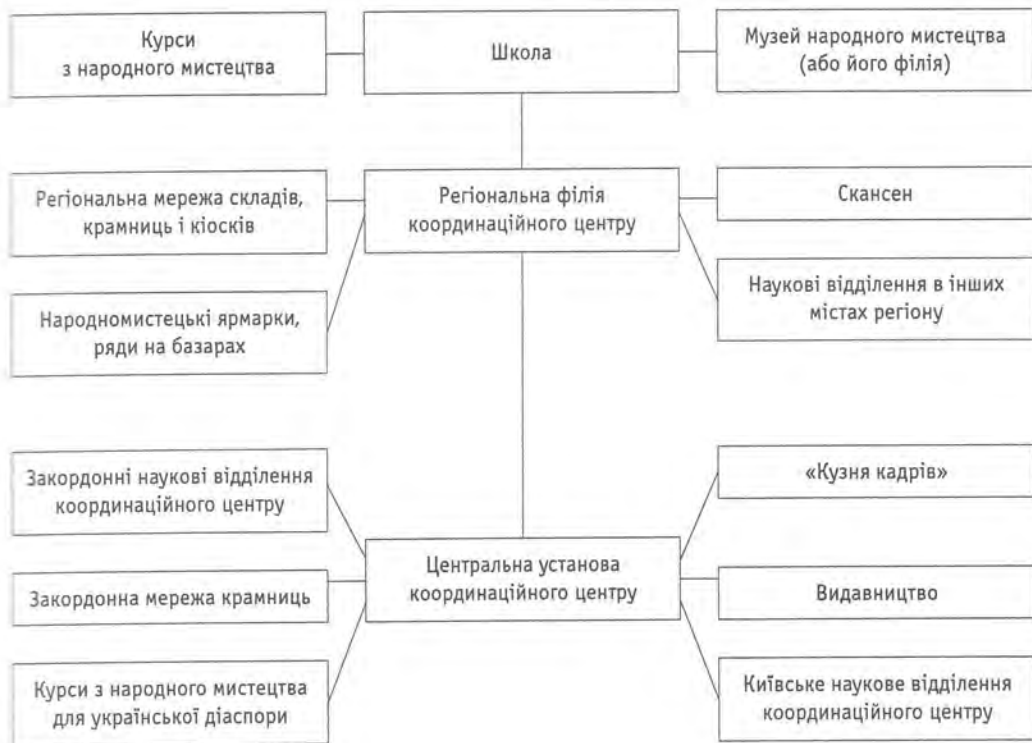 Курси
з народного мистецтва
Школа
Музей народного мистецтва
(або його філія)
Регіональна мережа складів,
крамниць і кіосків
Регіональна філія
координаційного центру
Скансен
Народномистецькі ярмарки,
ряди на базарах
Наукові відділення в інших
містах регіону
Закордонні наукові відділення
координаційного центру
«Кузня кадрів»
Центральна установа
координаційного центру
Закордонна мережа крамниць
Видавництво
Курси з народного мистецтва
для української діаспори
Київське наукове відділення
координаційного центру